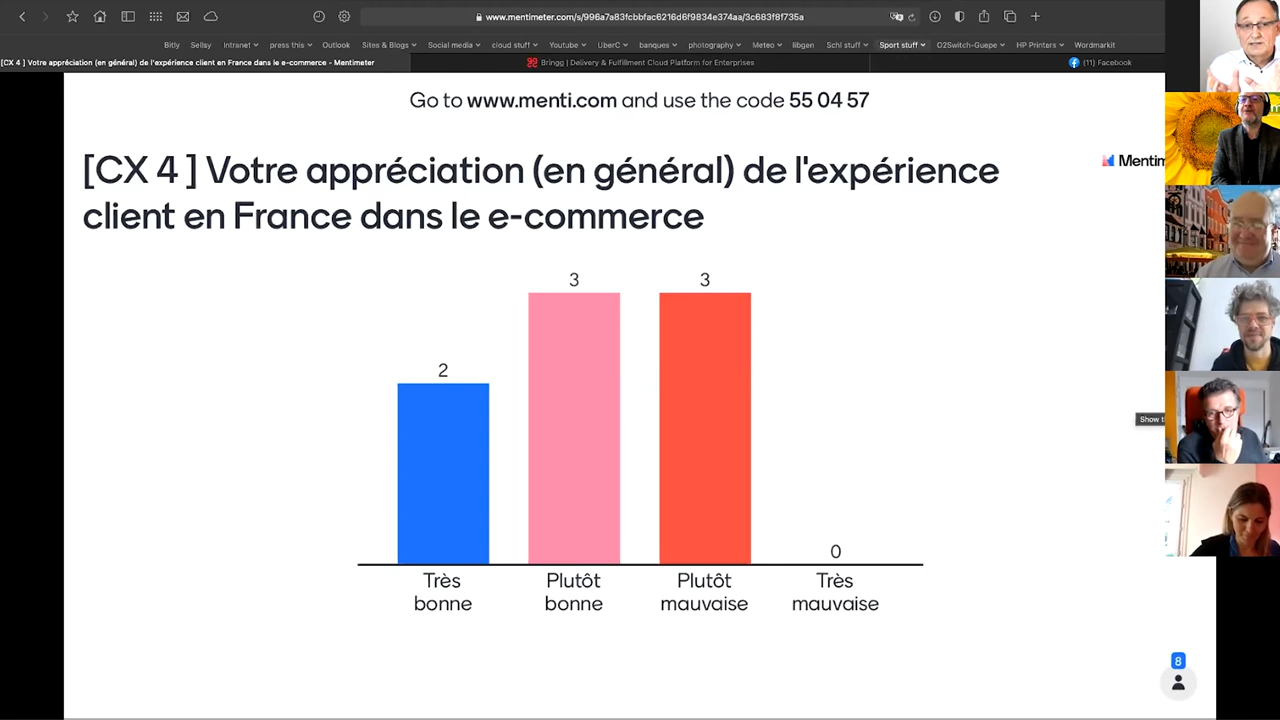 www.mentimeter.com/s/996a7a83fcbbfac6216d6f9834e374aa/3c683f8f735a
Bitly Sellsy Intranet press this Outlook Sites & Blogs Social media cloud stuff Youtube UberC banques photography Meteo libgen Schl stuff Sport stuff O2Switch-Guepe HP Printers Wordmarkit
[CX 4 ] Votre appréciation (en général) de l'expérience client en France dans le e-commerce - Mentimeter
Bringg | Delivery & Fulfillment Cloud Platform for Enterprises
(11) Facebook
Go to www.menti.com and use the code 55 04 57
[CX 4 ] Votre appréciation (en général) de l'expérience
client en France dans le e-commerce
Mentim
2
3
3
0
Très
bonne
Plutôt
bonne
Plutôt
mauvaise
Très
mauvaise
Show t
8